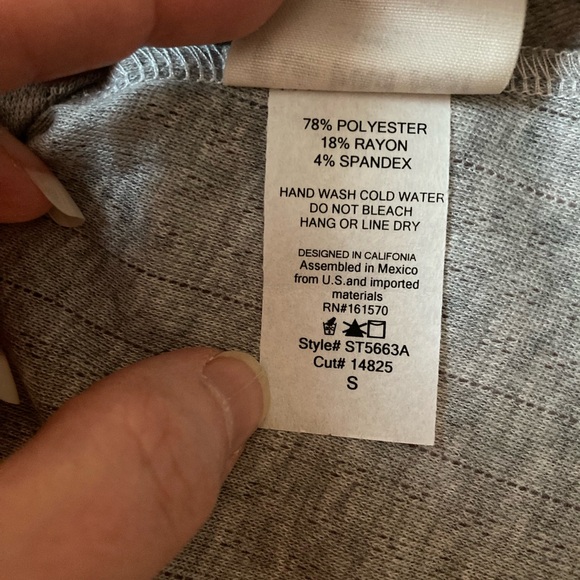 78% POLYESTER
18% RAYON
4% SPANDEX
HAND WASH COLD WATER
DO NOT BLEACH
HANG OR LINE DRY
DESIGNED IN CALIFONIA
Assembled in Mexico
from U.S.and imported
materials
RN#161570
Style# ST5663A
Cut# 14825
S